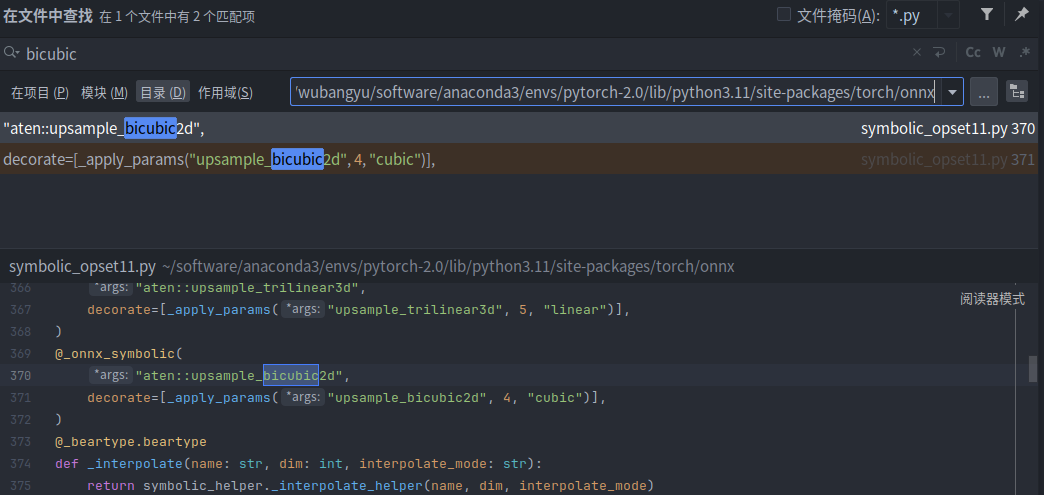 在文件中查找 在 1 个文件中有 2 个匹配项 文件掩码(A): *.py
bicubic Cc W .*
在项目 (P) 模块 (M) 目录 (D) 作用域(S) /wubangyu/software/anaconda3/envs/pytorch-2.0/lib/python3.11/site-packages/torch/onnx ...
"aten::upsample_bicubic2d", symbolic_opset11.py 370
decorate=[_apply_params("upsample_bicubic2d", 4, "cubic")], symbolic_opset11.py 371
symbolic_opset11.py ~/software/anaconda3/envs/pytorch-2.0/lib/python3.11/site-packages/torch/onnx
366 *args: "aten::upsample_trilinear3d",
阅读器模式
367 decorate=[_apply_params( *args: "upsample_trilinear3d", 5, "linear")],
368 )
369 @_onnx_symbolic(
370 *args: "aten::upsample_bicubic2d",
371 decorate=[_apply_params( *args: "upsample_bicubic2d", 4, "cubic")],
372 )
373 @_beartype.beartype
374 def _interpolate(name: str, dim: int, interpolate_mode: str):
375 return symbolic_helper._interpolate_helper(name, dim, interpolate_mode)